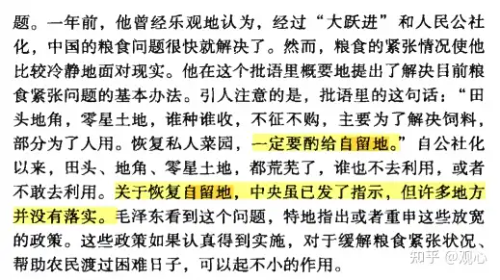 题。一年前，他曾经乐观地认为，经过“大跃进”和人民公社
化，中国的粮食问题很快就解决了。然而，粮食的紧张情况使他
比较冷静地面对现实。他在这个批语里概要地提出了解决目前粮
食紧张问题的基本办法。引人注意的是，批语里的这句话：“田
头地角，零星土地，谁种谁收，不征不购，主要为了解决饲料，
部分为了人用。恢复私人菜园，一定要酌给自留地。”自公社化
以来，田头、地角、零星土地，都荒芜了，谁也不去利用，或者
不敢去利用。关于恢复自留地，中央虽已发了指示，但许多地方
并没有落实。毛泽东看到这个问题，特地指出或者重申这些放宽
的政策。这些政策如果认真得到实施，对于缓解粮食紧张状况、
帮助农民渡过困难日子，可以起不小的作用。
知乎 @观心